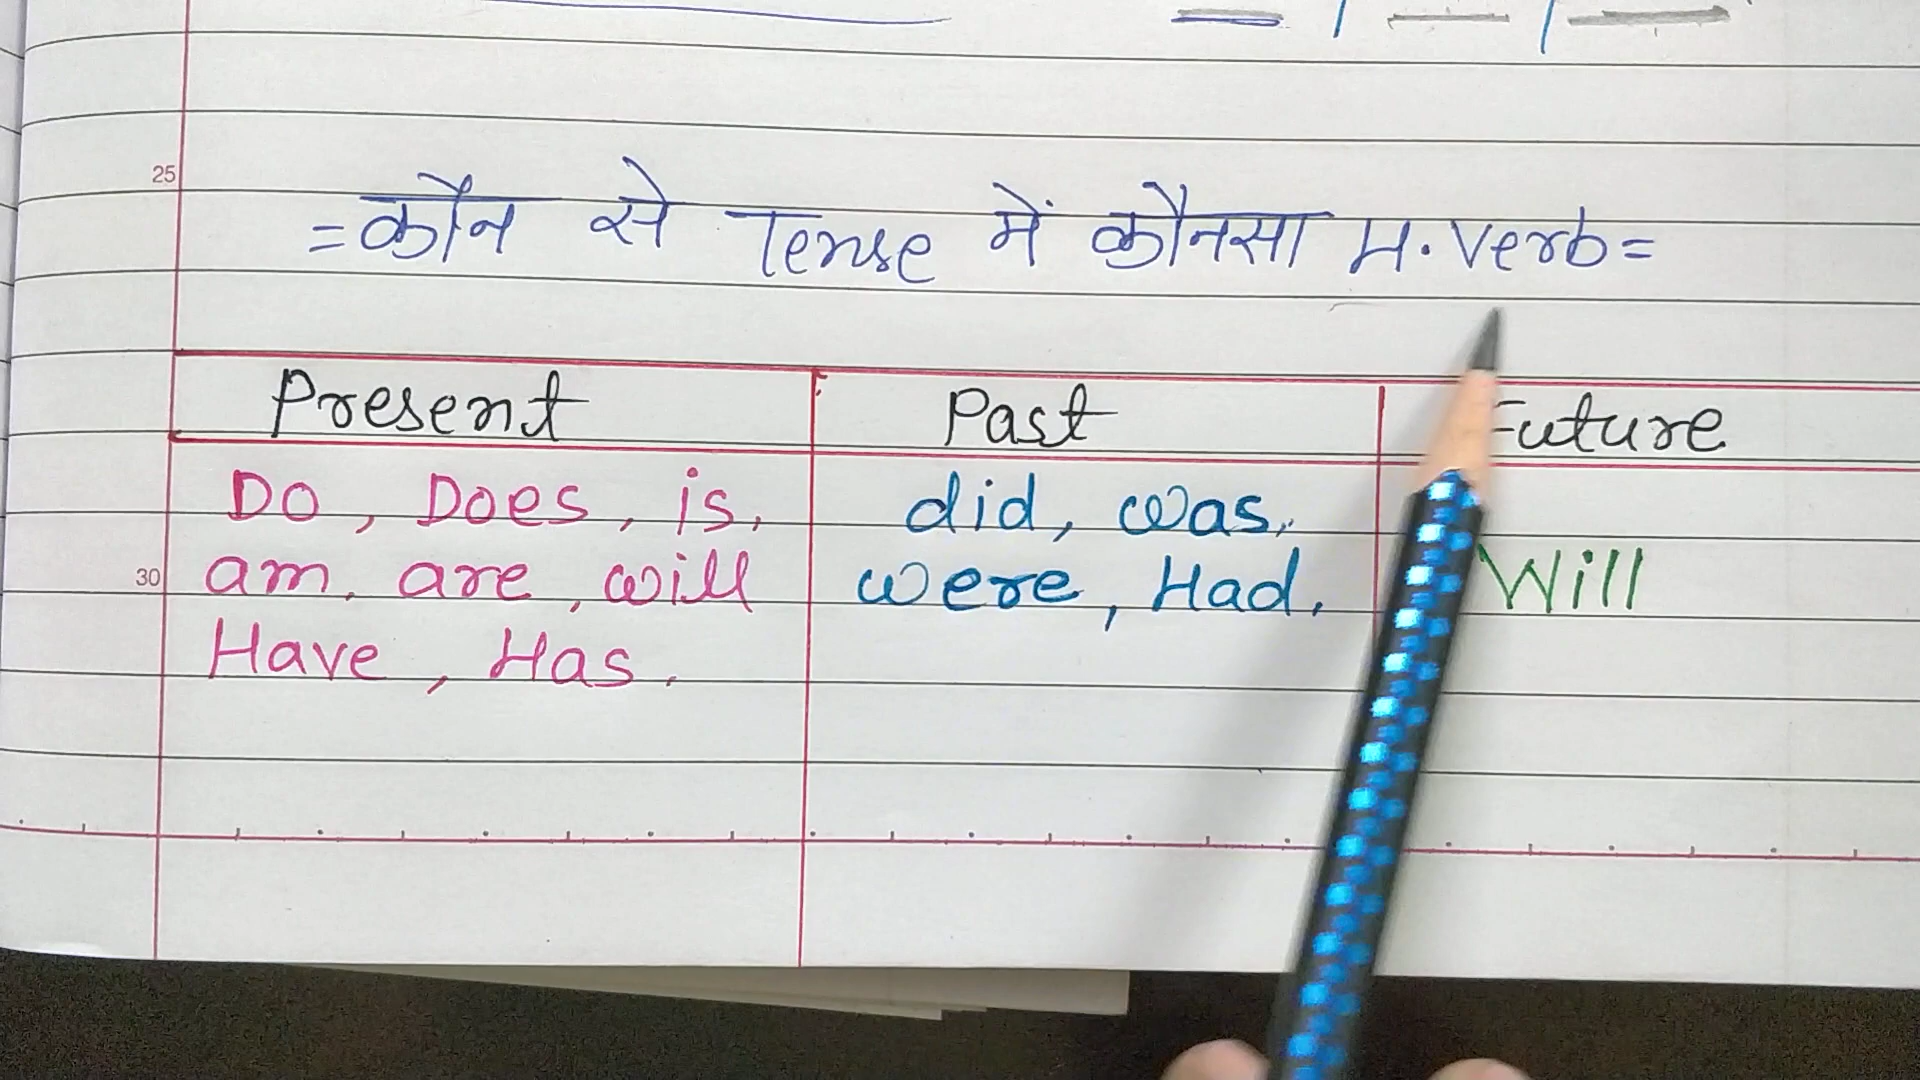 25
=कौन से Tense में कौनसा H. Verb=
Present Past Future
Do, Does, is, did, was,
30 am, are, will were, Had, Will
Have, Has,